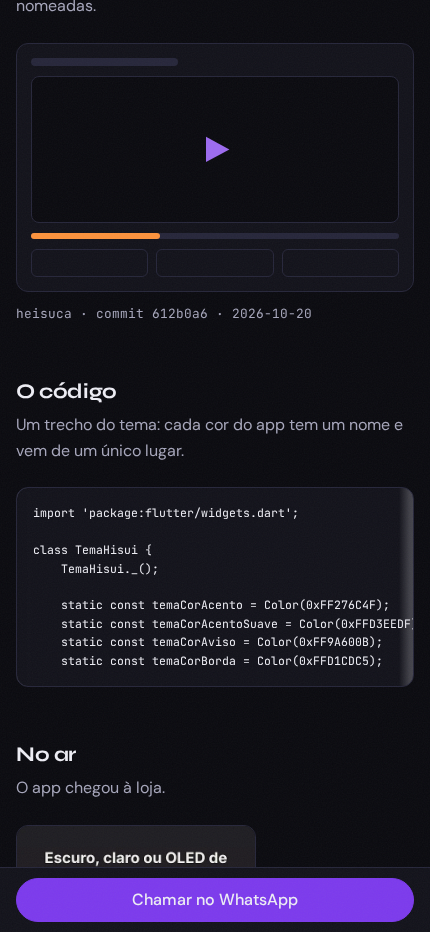 nomeadas.
heisuca · commit 612b0a6 · 2026-10-20
O código
Um trecho do tema: cada cor do app tem um nome e
vem de um único lugar.
import 'package:flutter/widgets.dart';
class TemaHisui {
TemaHisui._();
static const temaCorAcento = Color(0xFF276C4F);
static const temaCorAcentoSuave = Color(0xFFD3EEDF)
static const temaCorAviso = Color(0xFF9A600B);
static const temaCorBorda = Color(0xFFD1CDC5);
No ar
O app chegou à loja.
Escuro, claro ou OLED de
Chamar no WhatsApp